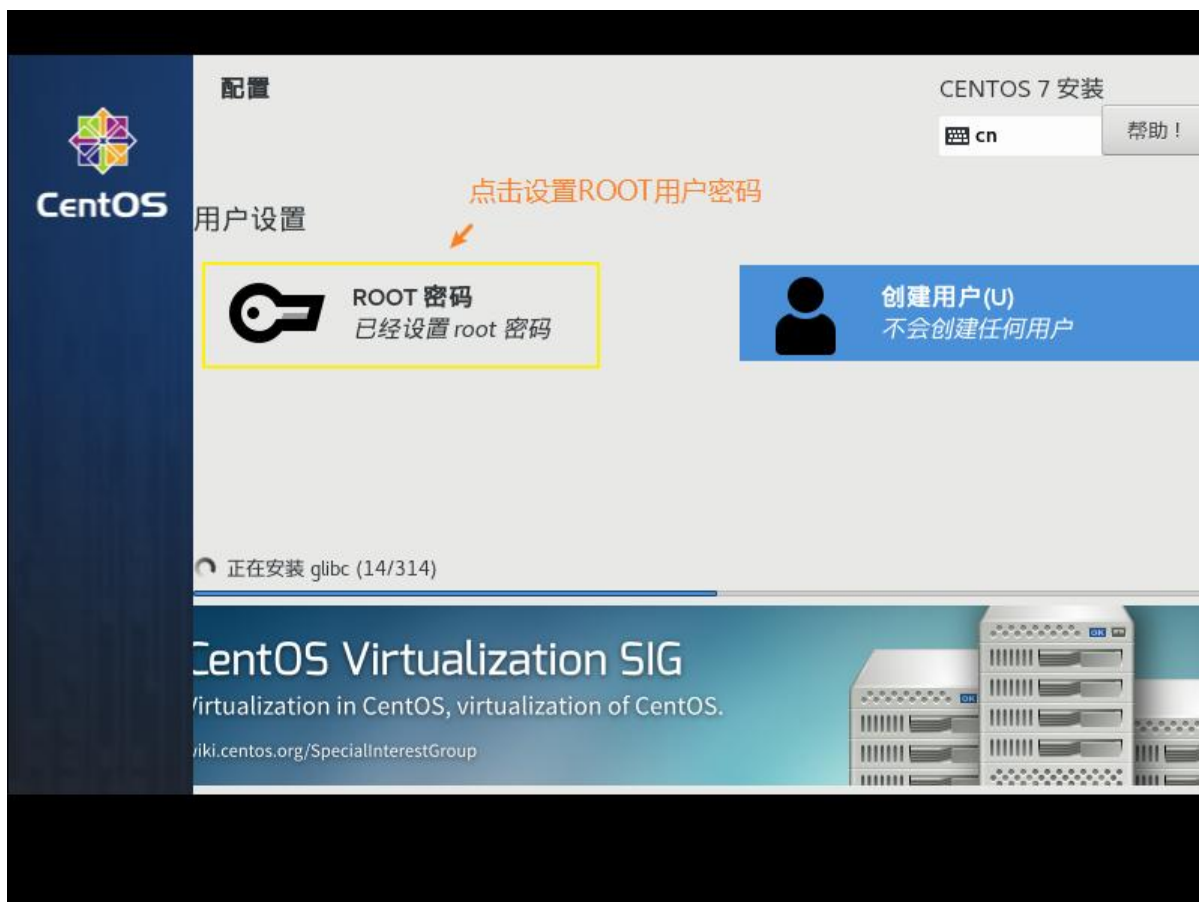 配置
CENTOS 7 安装
cn
帮助！
CentOS
点击设置ROOT用户密码
用户设置
ROOT 密码
已经设置 root 密码
创建用户(U)
不会创建任何用户
正在安装 glibc (14/314)
CentOS Virtualization SIG
Virtualization in CentOS, virtualization of CentOS.
wiki.centos.org/SpecialInterestGroup
OK
OK